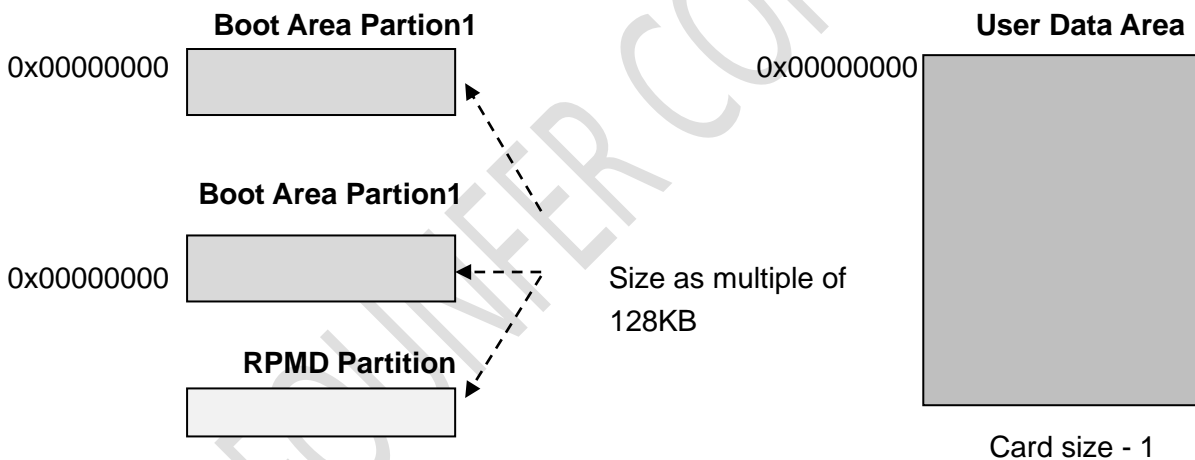 Boot Area Partion1
0x00000000
Boot Area Partion1
0x00000000
RPMD Partition
Size as multiple of
128KB
User Data Area
0x00000000
Card size - 1